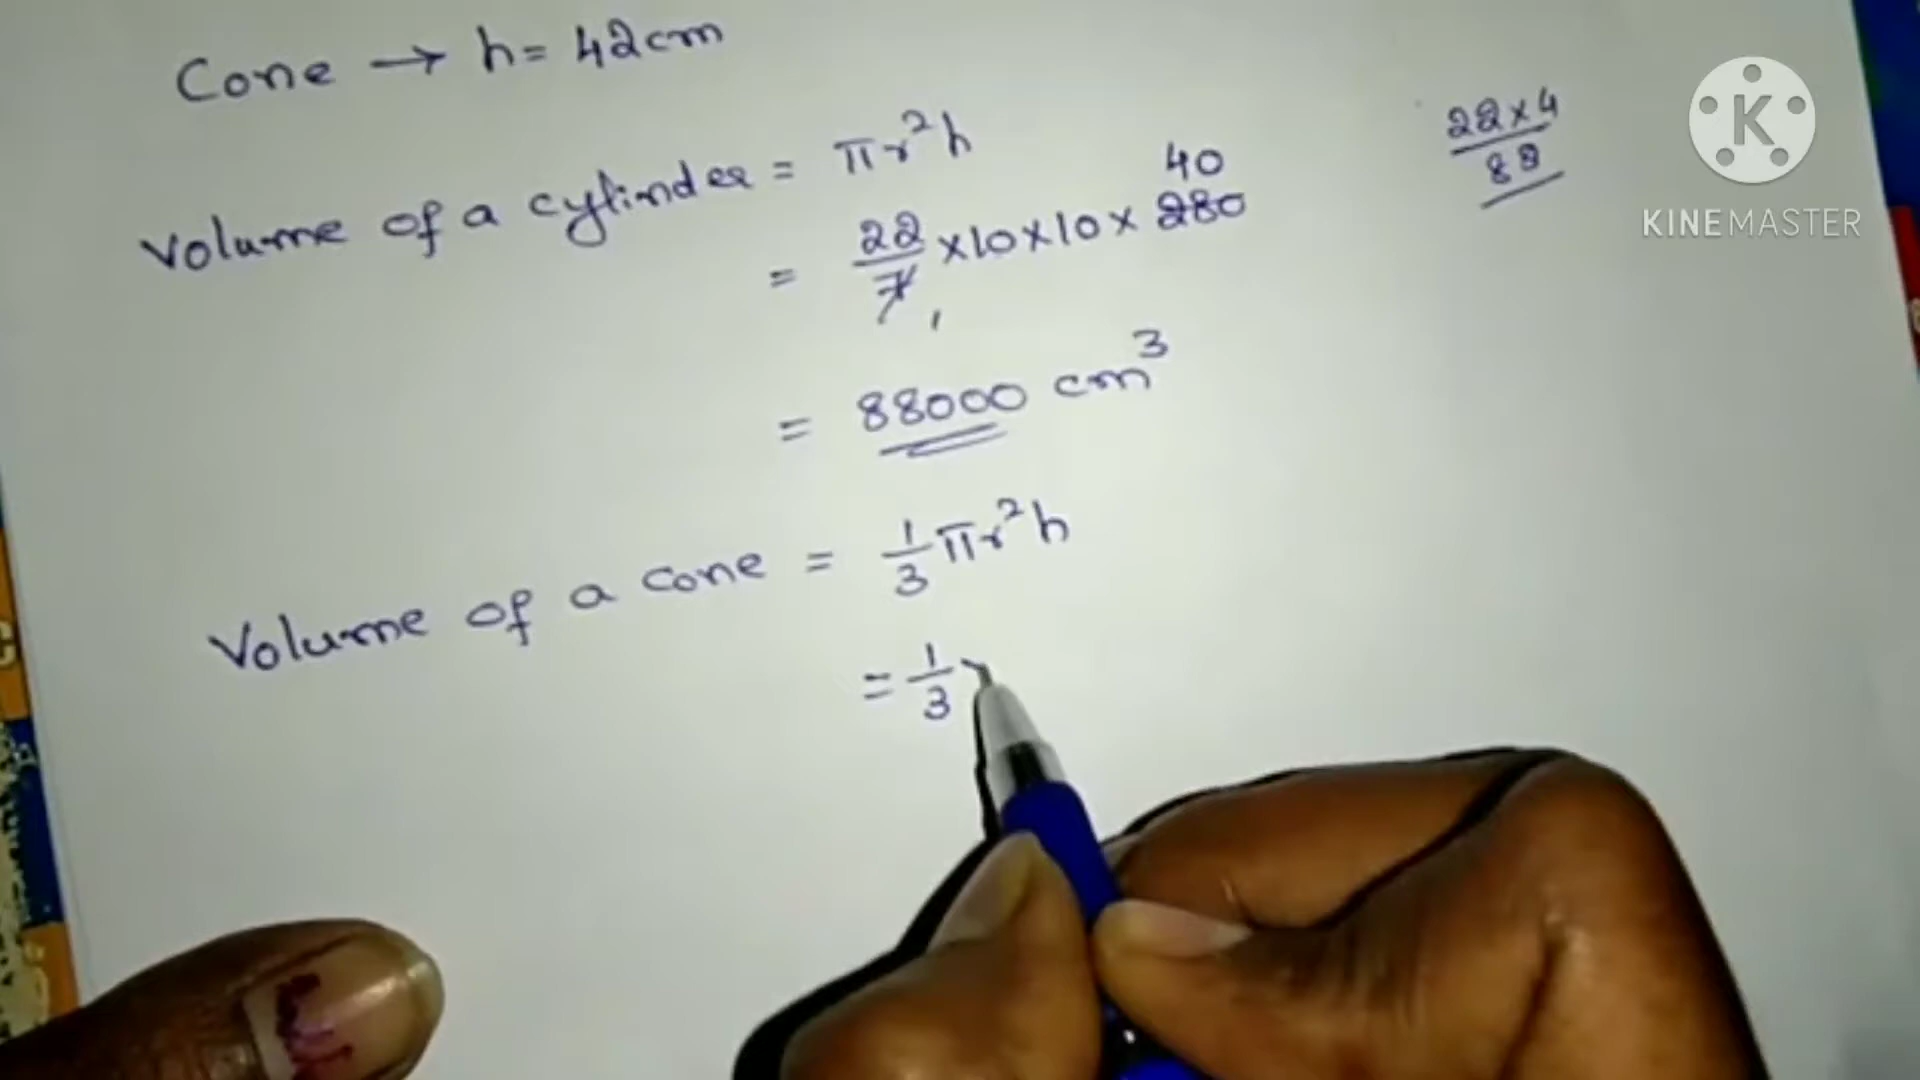 Cone → h = 42cm
Volume of a cylinder = πr²h
= 22/7 × 10 × 10 × 280
40
1
= 88000 cm³
Volume of a cone = 1/3 πr²h
= 1/3 ×
22 × 4
88
K
KINEMASTER